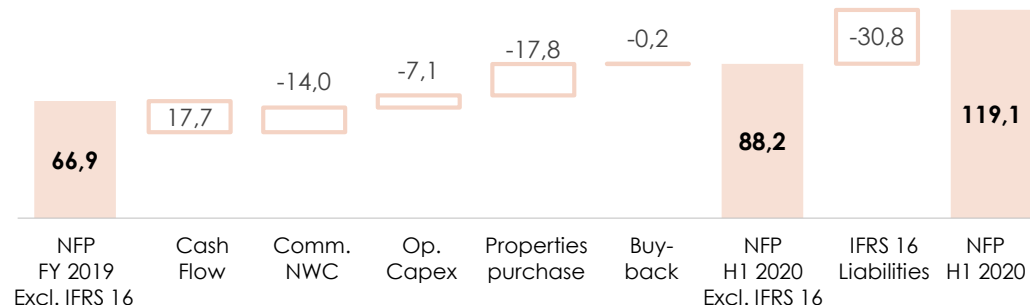 66,9
17,7
-14,0
-7,1
-17,8
-0,2
88,2
-30,8
119,1
NFP
FY 2019
Excl. IFRS 16
Cash
Flow
Comm.
NWC
Op.
Capex
Properties
purchase
Buy-
back
NFP
H1 2020
Excl. IFRS 16
IFRS 16
Liabilities
NFP
H1 2020